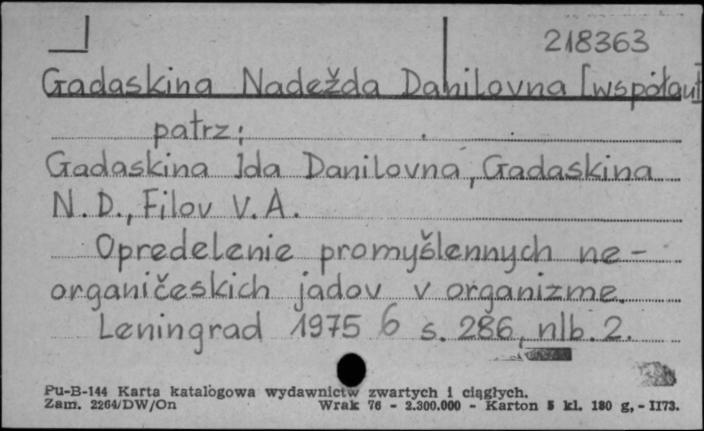 218363
Gadaskina Nadežda Danilovna [współaut
patrz:
Gadaskina Ida Danilovna, Gadaskina
N.D., Filov V.A.
Opredelenie promyšlennych ne-
organičeskich jadov v organizme.
Leningrad 1975 6 s. 286, nlb. 2.
Pu-B-144 Karta katalogowa wydawnictw zwartych i ciągłych.
Zam. 2264/DW/On Wrak 76 - 2.300.000 - Karton 5 kl. 180 g, - II73.